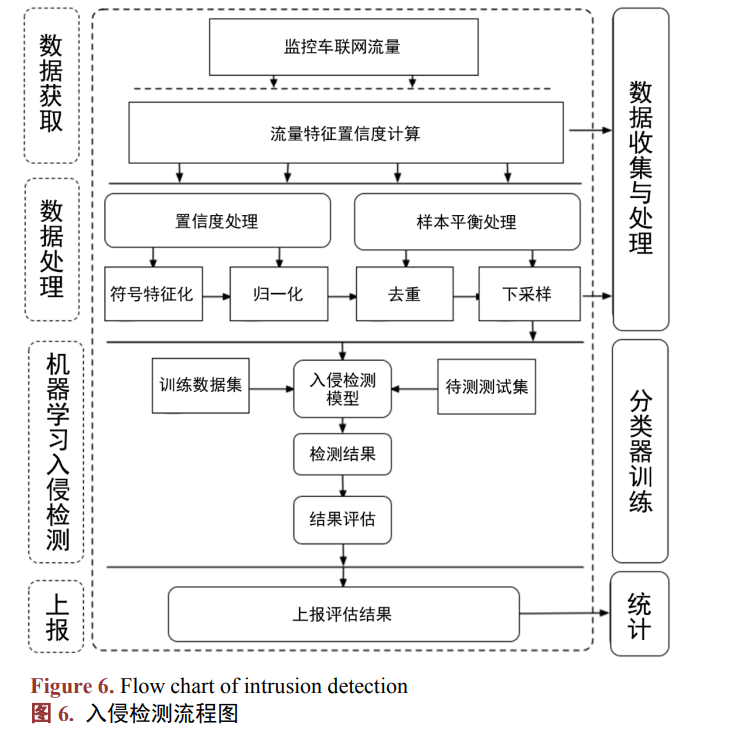 数据获取
监控车联网流量
流量特征置信度计算
数据收集与处理
数据处理
置信度处理
样本平衡处理
符号特征化
归一化
去重
下采样
机器学习入侵检测
训练数据集
入侵检测
模型
待测测试集
检测结果
结果评估
分类器训练
上报
上报评估结果
统计
Figure 6. Flow chart of intrusion detection
图 6. 入侵检测流程图